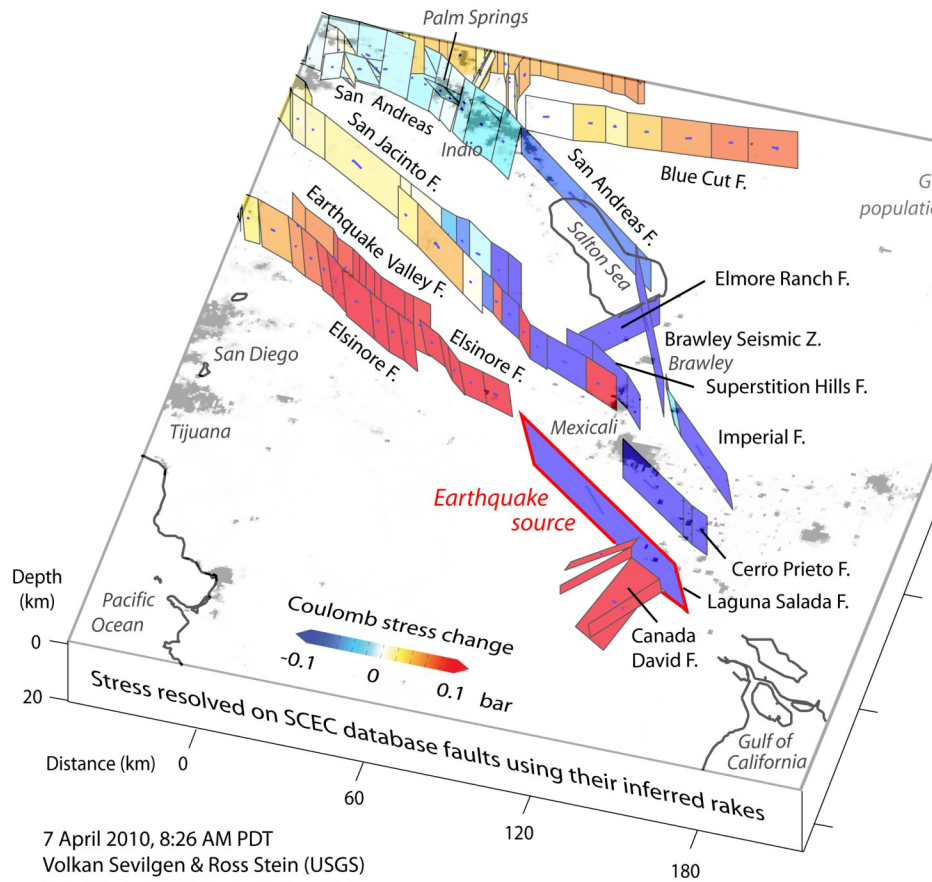 Palm Springs
San Andreas
San Jacinto F.
Indio
San Andreas F.
Blue Cut F.
G
populatio
Earthquake Valley F.
Salton Sea
Elmore Ranch F.
San Diego
Elsinore F.
Elsinore F.
Brawley Seismic Z.
Brawley
Superstition Hills F.
Tijuana
Mexicali
Imperial F.
Earthquake
source
Cerro Prieto F.
Laguna Salada F.
Depth
(km)
Pacific
Ocean
Coulomb stress change
-0.1
0
0.1
bar
Canada
David F.
0
20
Stress resolved on SCEC database faults using their inferred rakes
Gulf of
California
Distance (km)
0
60
120
180
7 April 2010, 8:26 AM PDT
Volkan Sevilgen & Ross Stein (USGS)